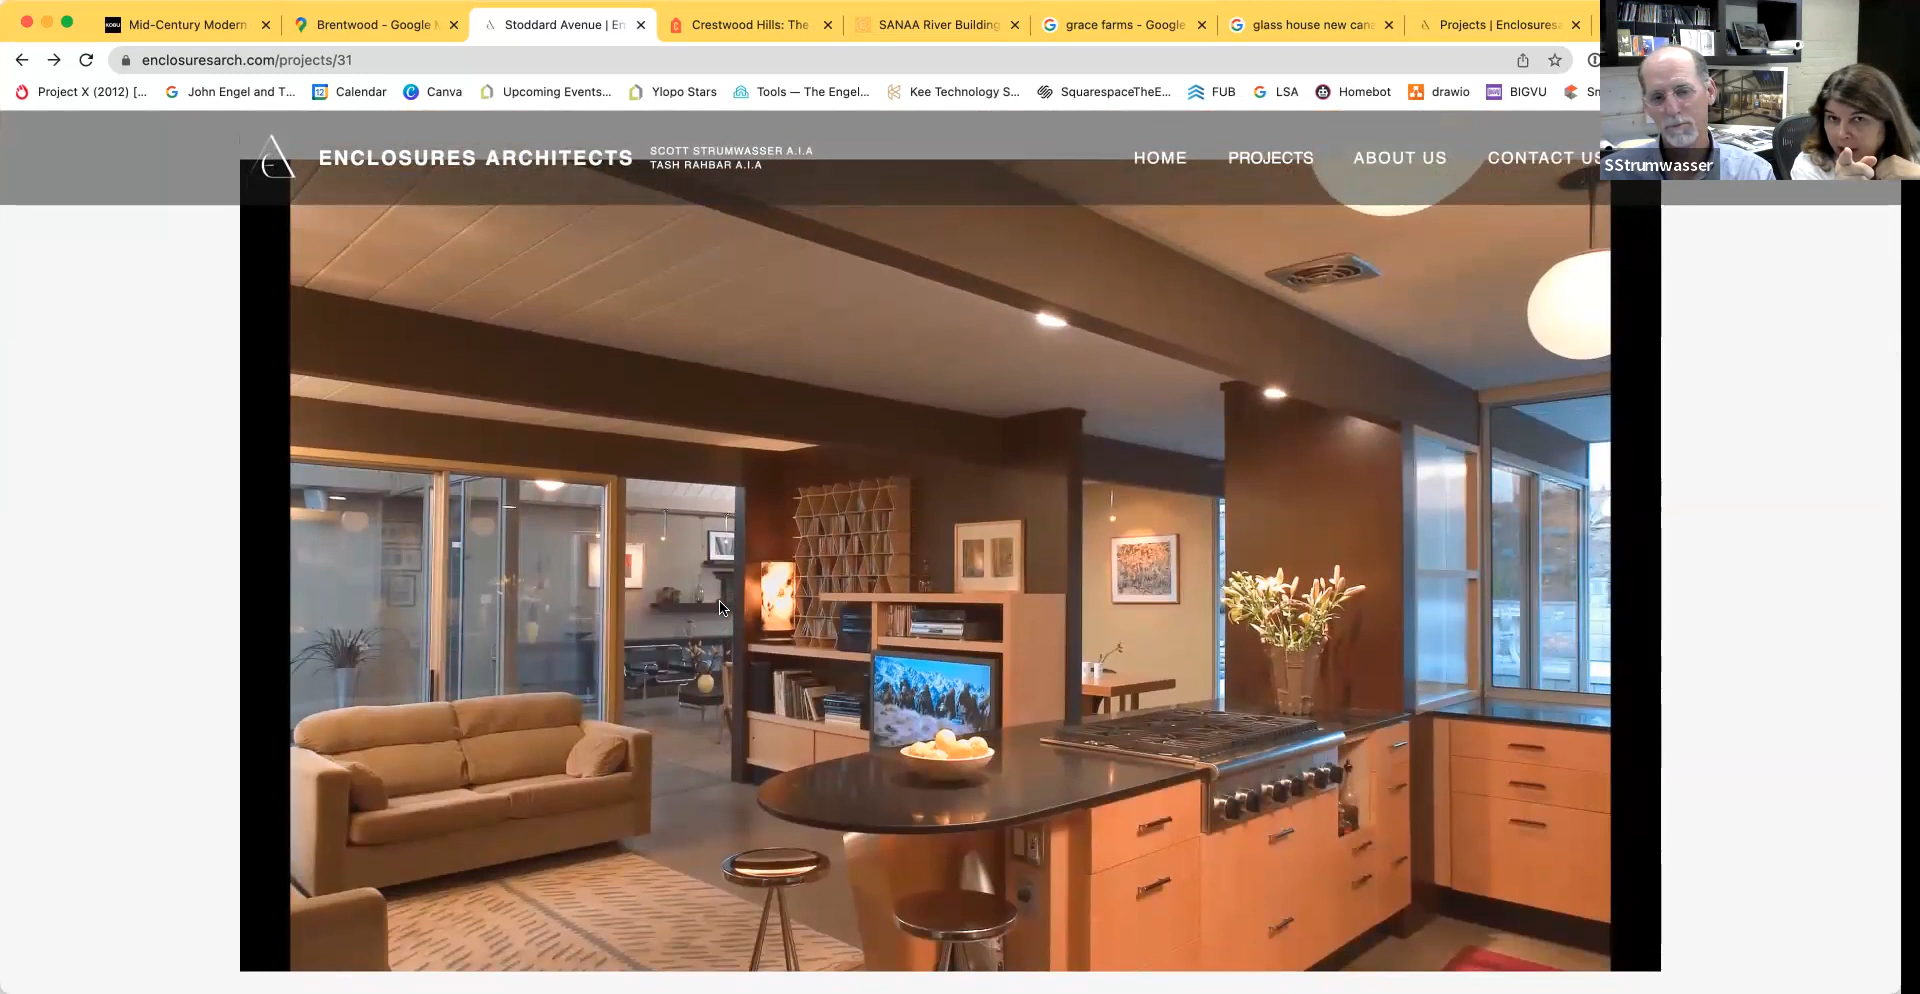 Mid-Century Modern
Brentwood - Google
Stoddard Avenue | En
Crestwood Hills: The
SANAA River Building
grace farms - Google
glass house new cana
Projects | Enclosures
enclosuresarch.com/projects/31
Project X (2012) [...
John Engel and T...
Calendar
Canva
Upcoming Events...
Ylopo Stars
Tools — The Engel...
Kee Technology S...
SquarespaceTheE...
FUB
LSA
Homebot
drawio
BIGVU
Sm
ENCLOSURES ARCHITECTS
SCOTT STRUMWASSER A.I.A
TASH RAHBAR A.I.A
HOME
PROJECTS
ABOUT US
CONTACT US
SStrumwasser